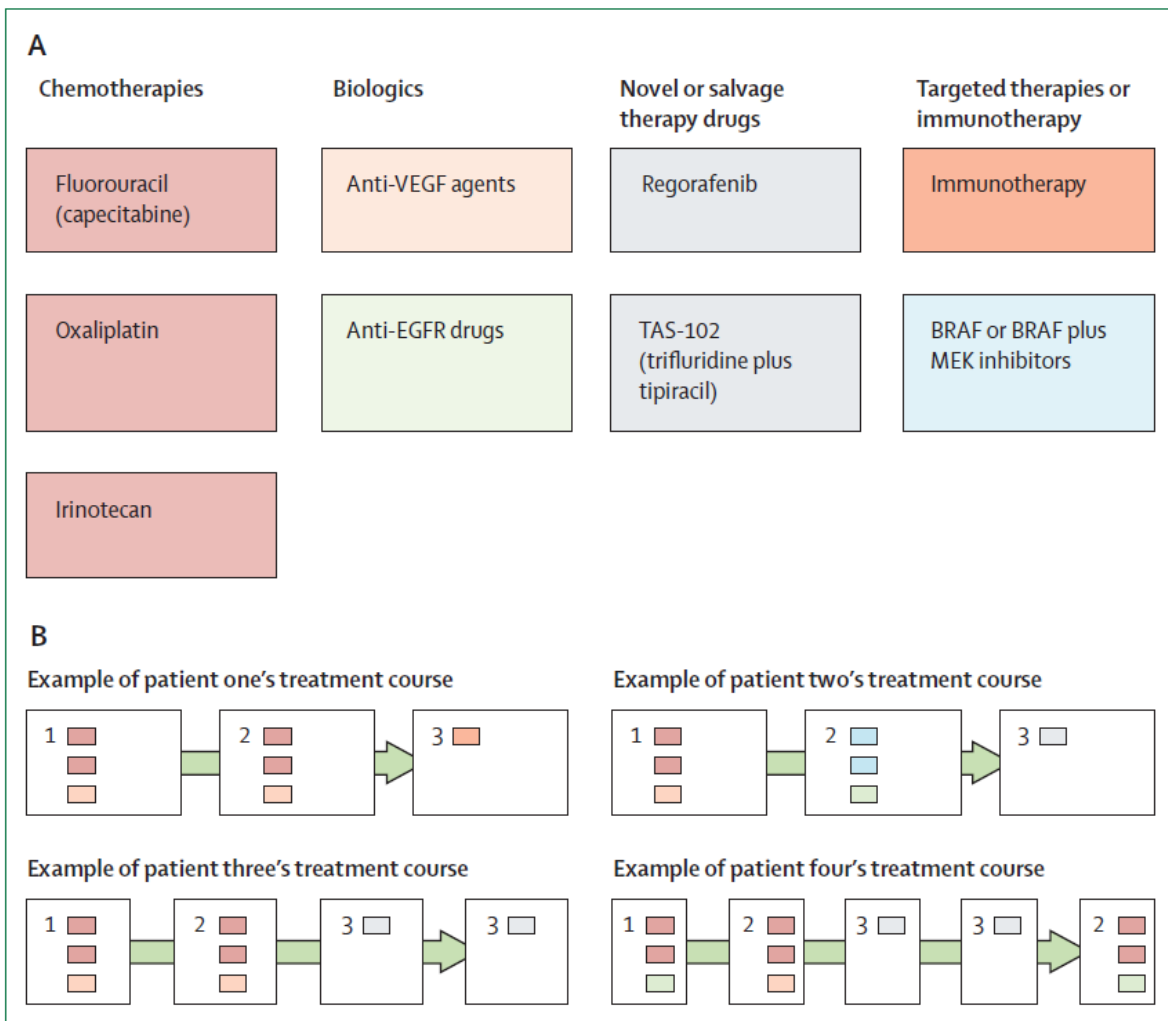 A
Chemotherapies
Biologics
Novel or salvage
therapy drugs
Targeted therapies or
immunotherapy
Fluorouracil
(capecitabine)
Anti-VEGF agents
Regorafenib
Immunotherapy
Oxaliplatin
Anti-EGFR drugs
TAS-102
(trifluridine plus
tipiracil)
BRAF or BRAF plus
MEK inhibitors
Irinotecan
B
Example of patient one's treatment course
1
2
3
Example of patient two's treatment course
1
2
3
Example of patient three's treatment course
1
2
3
3
Example of patient four's treatment course
1
2
3
3
2